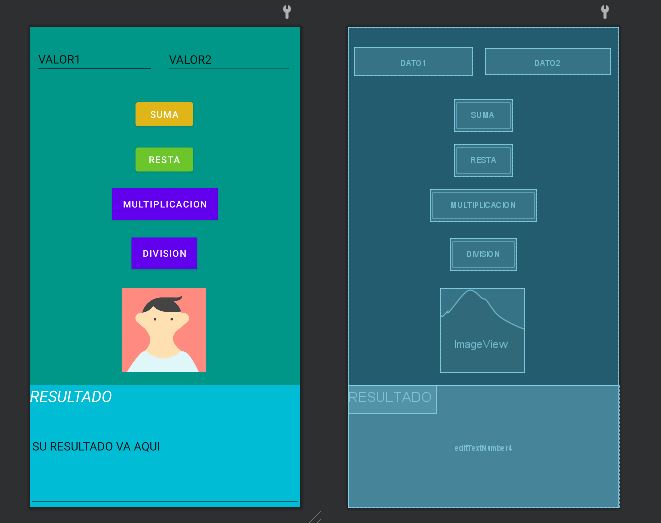 VALOR1 VALOR2
SUMA
RESTA
MULTIPLICACION
DIVISION
RESULTADO
SU RESULTADO VA AQUI
DATO1 DATO2
SUMA
RESTA
MULTIPLICACION
DIVISION
ImageView
RESULTADO
editTextNumber4